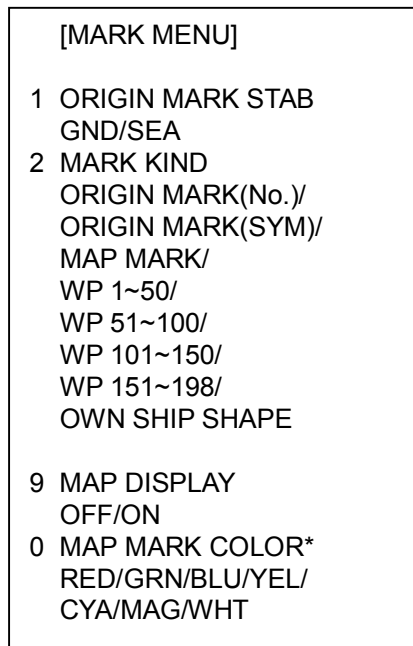 [MARK MENU]
1 ORIGIN MARK STAB
GND/SEA
2 MARK KIND
ORIGIN MARK(No.)/
ORIGIN MARK(SYM)/
MAP MARK/
WP 1~50/
WP 51~100/
WP 101~150/
WP 151~198/
OWN SHIP SHAPE
9 MAP DISPLAY
OFF/ON
0 MAP MARK COLOR*
RED/GRN/BLU/YEL/
CYA/MAG/WHT